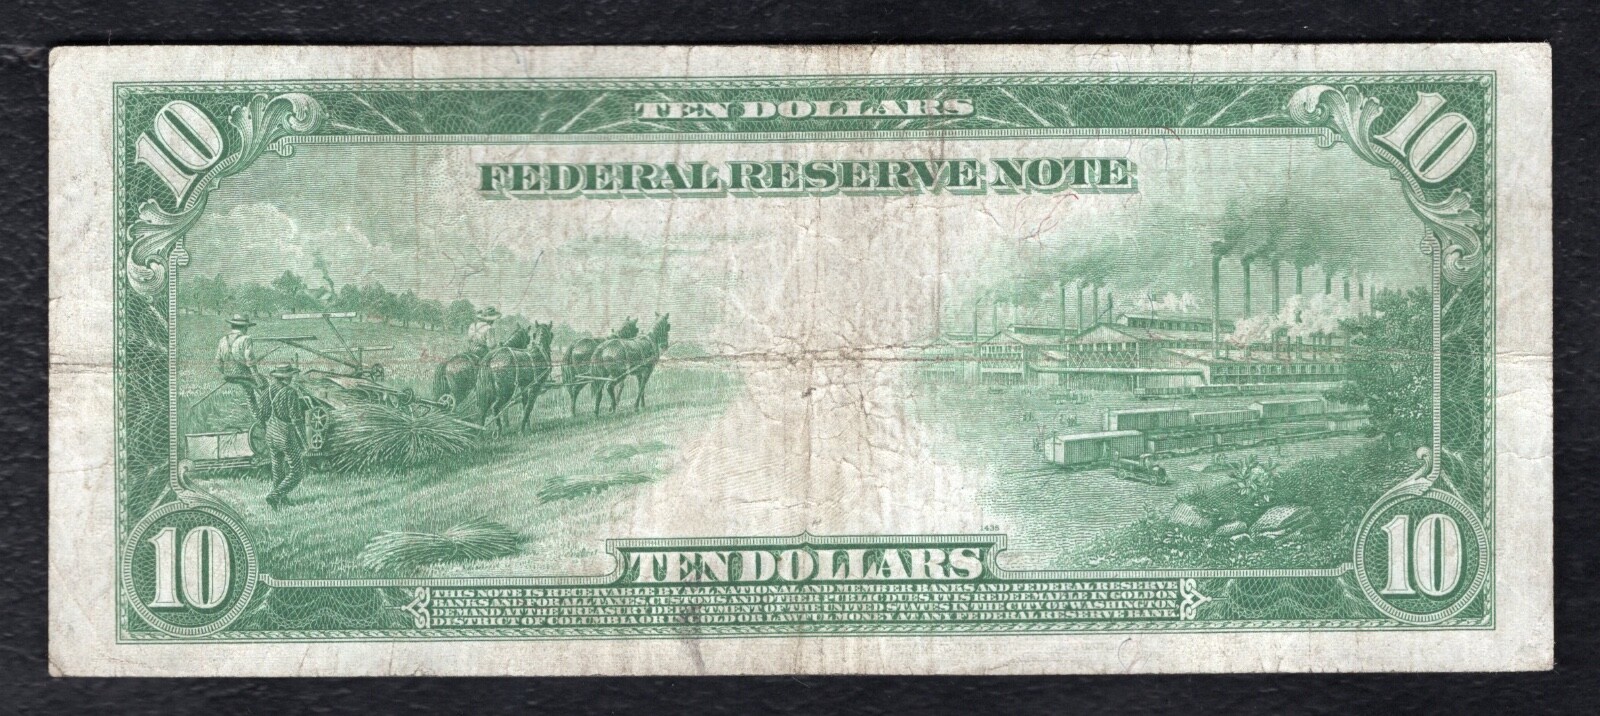 TEN DOLLARS
10 10
FEDERAL RESERVE NOTE
1438
10 TEN DOLLARS 10
THIS NOTE IS RECEIVABLE BY ALL NATIONAL AND MEMBER BANKS AND FEDERAL RESERVE
BANKS AND FOR ALL TAXES, CUSTOMS AND OTHER PUBLIC DUES. IT IS REDEEMABLE IN GOLD ON
DEMAND AT THE TREASURY DEPARTMENT OF THE UNITED STATES IN THE CITY OF WASHINGTON,
DISTRICT OF COLUMBIA OR IN GOLD OR LAWFUL MONEY AT ANY FEDERAL RESERVE BANK.